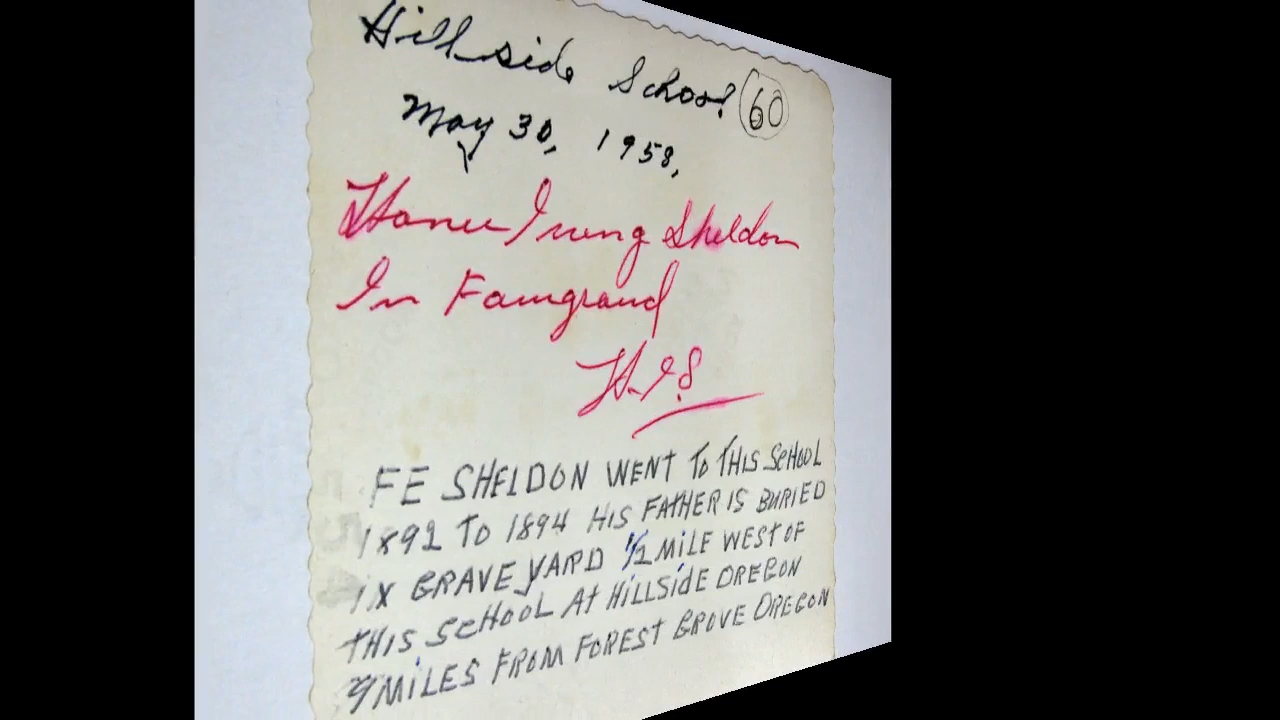 Hillside School 60
May 30, 1958,
Irving Sheldon
In
H.I.S
FE SHELDON WENT TO THIS SCHOOL
1892 TO 1894 HIS FATHER IS BURIED
IN GRAVE YARD 1/2 MILE WEST OF
THIS SCHOOL AT HILLSIDE OREGON
9 MILES FROM FOREST GROVE OREGON